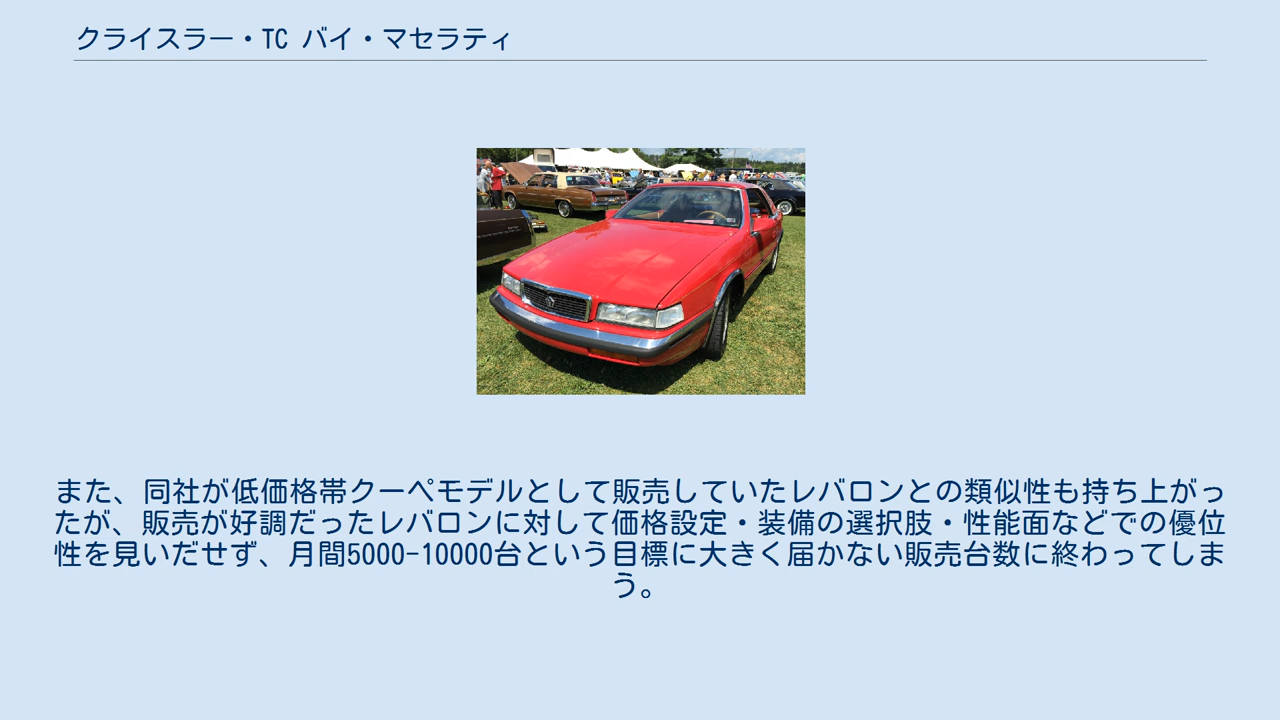 クライスラー・TC バイ・マセラティ
また、同社が低価格帯クーペモデルとして販売していたレバロンとの類似性も持ち上がっ
たが、販売が好調だったレバロンに対して価格設定・装備の選択肢・性能面などでの優位
性を見いだせず、月間5000-10000台という目標に大きく届かない販売台数に終わってしま
う。